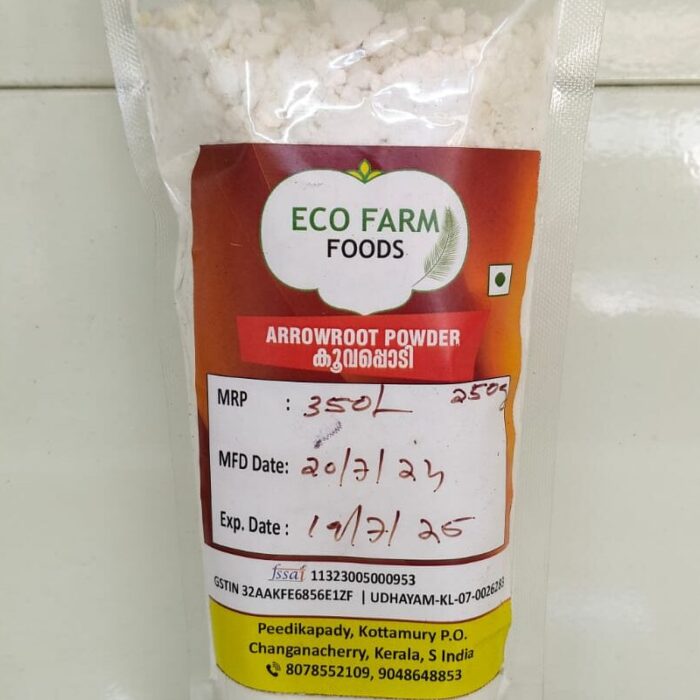 ECO FARM
FOODS
ARROWROOT POWDER
കൂവപ്പൊടി
MRP : 350L 250g
MFD Date: 20/7/24
Exp. Date : 19/7/25
fssai 11323005000953
GSTIN 32AAKFE6856E1ZF | UDHAYAM-KL-07-0026283
Peedikapady, Kottamury P.O.
Changanacherry, Kerala, S India
8078552109, 9048648853